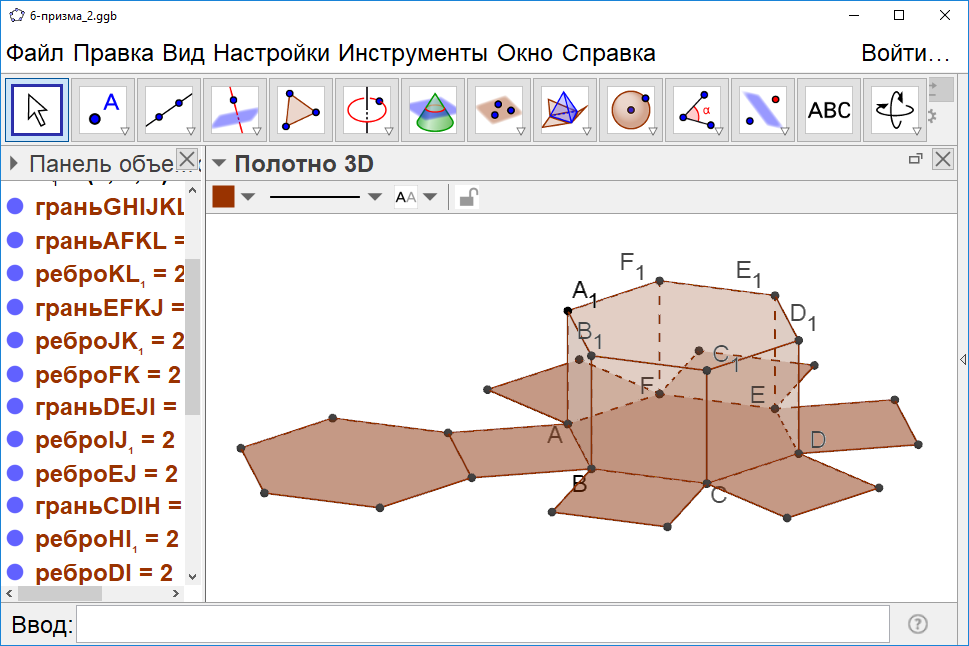 6-призма_2.ggb
Файл Правка Вид Настройки Инструменты Окно Справка Войти...
A α ABC
Панель объе Полотно 3D
AA
граньGHIJKL
граньAFKL =
реброKL₁ = 2
граньEFKJ =
реброJK₁ = 2
реброFK = 2
граньDEJI =
реброIJ₁ = 2
реброEJ = 2
граньCDIH =
реброHI₁ = 2
реброDI = 2
F₁
E₁
A₁
D₁
B₁
C₁
F
E
A
D
B
C
Ввод:
?